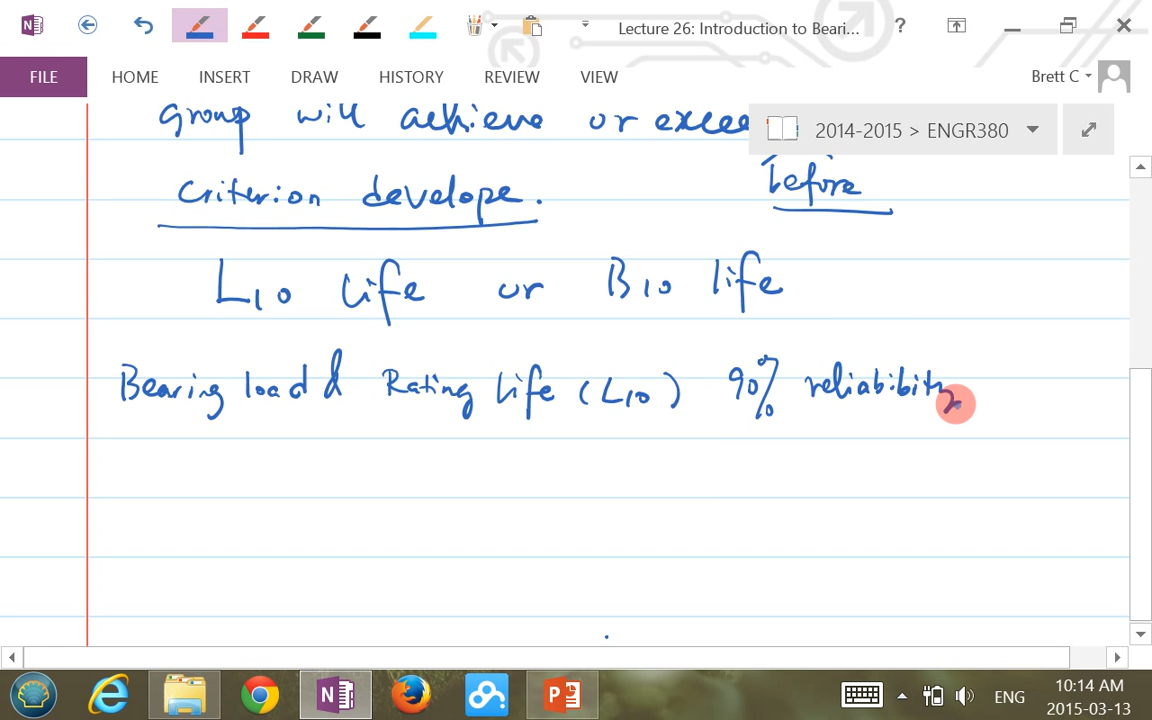 Lecture 26: Introduction to Beari...
?
FILE
HOME
INSERT
DRAW
HISTORY
REVIEW
VIEW
Brett C
2014-2015 > ENGR380
group will achieve or excee
before
criterion develope.
L10 life or B10 life
Bearing load & Rating life (L10) 90% reliability
ENG
10:14 AM
2015-03-13